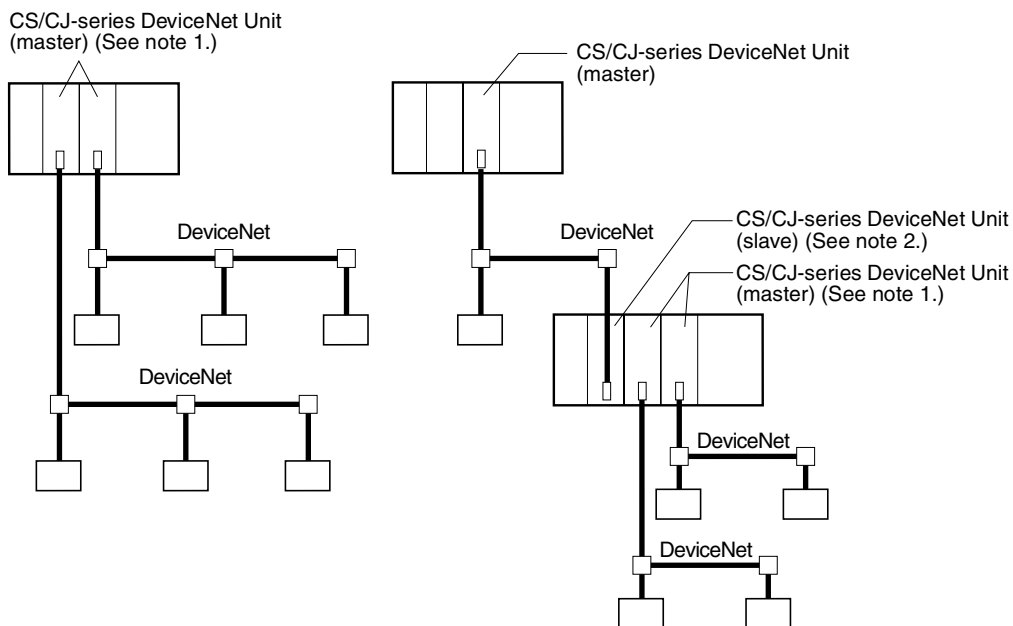 CS/CJ-series DeviceNet Unit
(master) (See note 1.)
CS/CJ-series DeviceNet Unit
(master)
DeviceNet
DeviceNet
CS/CJ-series DeviceNet Unit
(slave) (See note 2.)
CS/CJ-series DeviceNet Unit
(master) (See note 1.)
DeviceNet
DeviceNet
DeviceNet